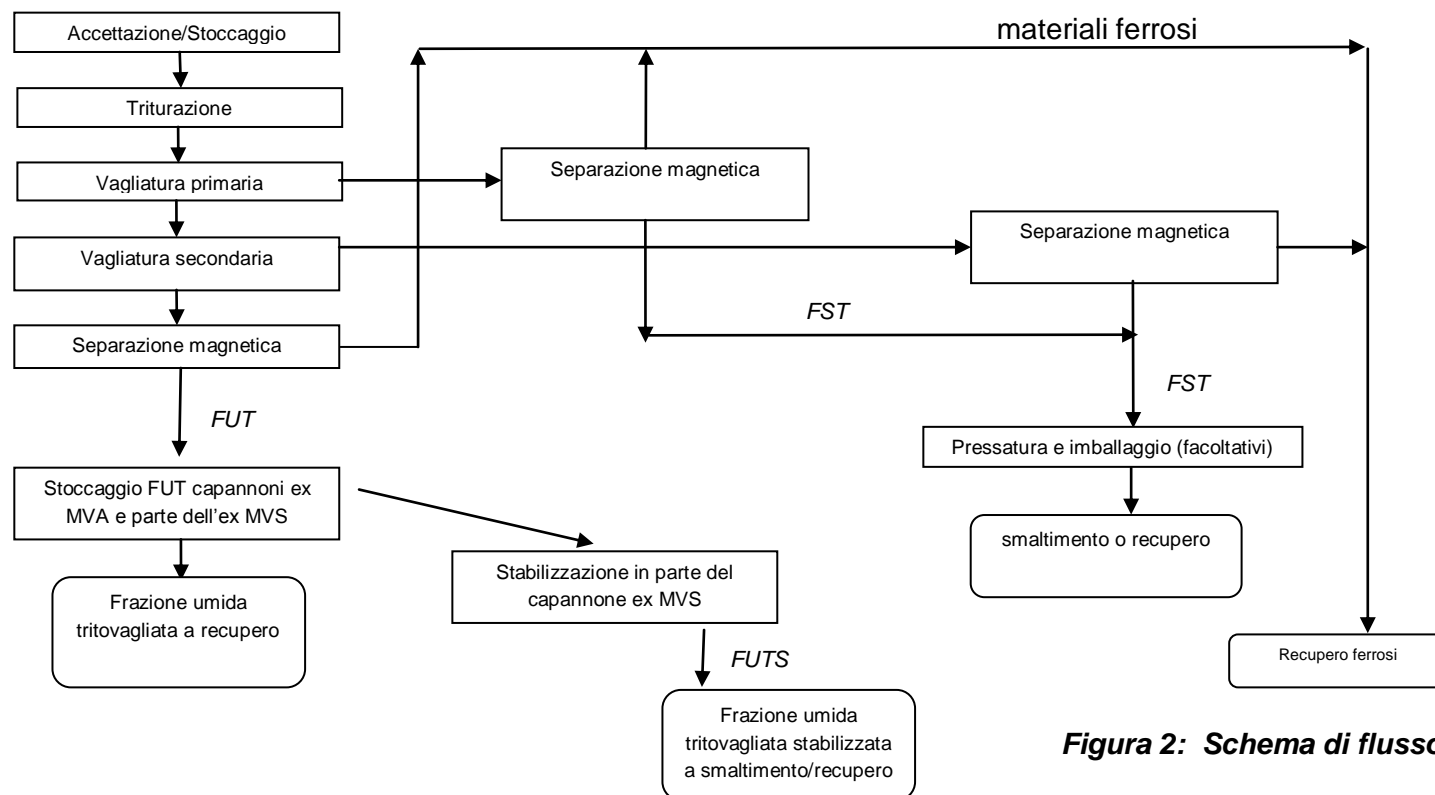 Accettazione/Stoccaggio
materiali ferrosi
Triturazione
Vagliatura primaria
Separazione magnetica
Vagliatura secondaria
Separazione magnetica
Separazione magnetica
FST
FST
FUT
Pressatura e imballaggio (facoltativi)
Stoccaggio FUT capannoni ex
MVA e parte dell'ex MVS
smaltimento o recupero
Stabilizzazione in parte del
capannone ex MVS
Frazione umida
tritovagliata a recupero
FUTS
Recupero ferrosi
Frazione umida
tritovagliata stabilizzata
a smaltimento/recupero
Figura 2: Schema di flusso